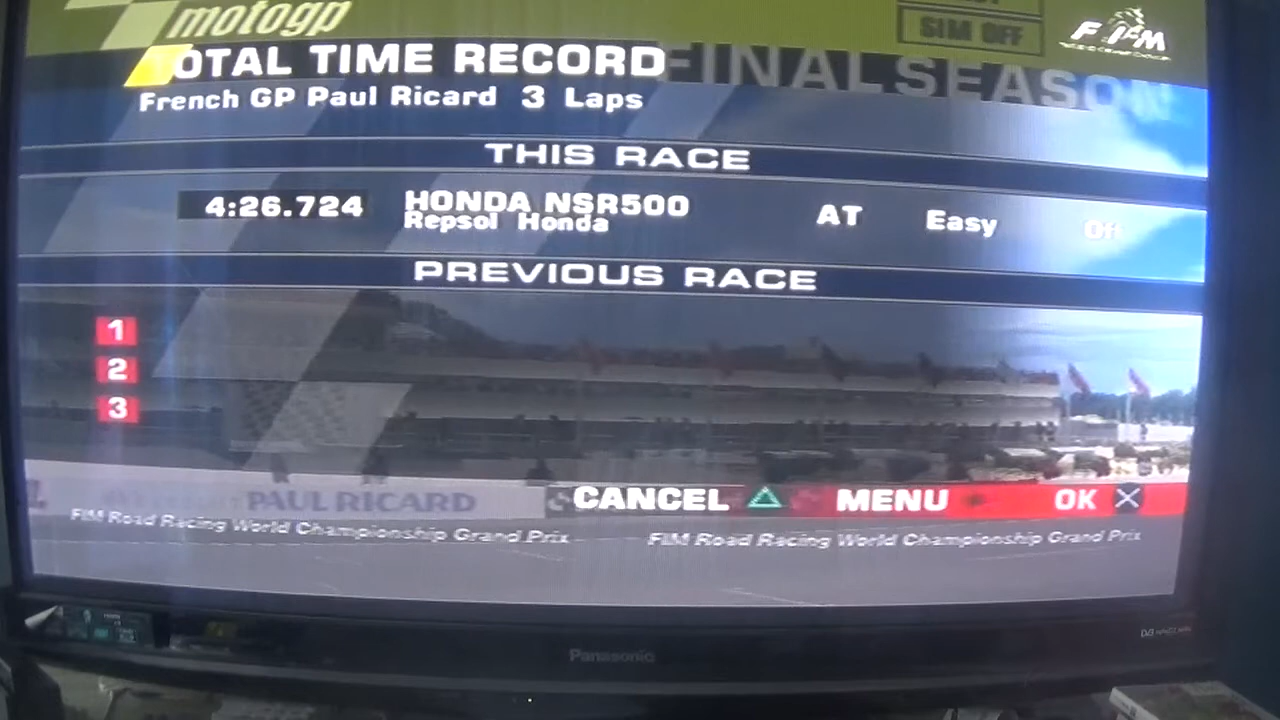 motogp
SIM OFF
FIM
TOTAL TIME RECORD
FINAL SEASON
French GP Paul Ricard 3 Laps
THIS RACE
4:26.724 HONDA NSR500 AT Easy Off
Repsol Honda
PREVIOUS RACE
1
2
3
PAUL RICARD
CANCEL MENU OK
FIM Road Racing World Championship Grand Prix FIM Road Racing World Championship Grand Prix
Panasonic